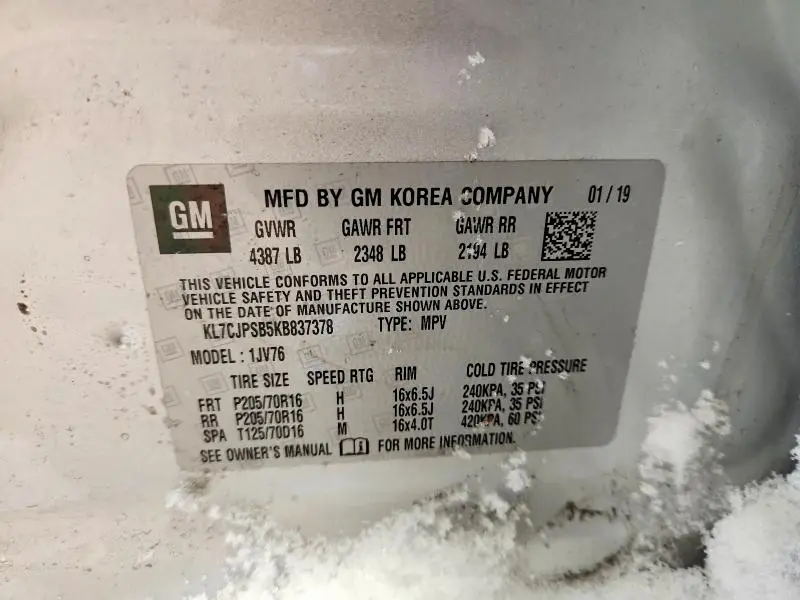 GM MFD BY GM KOREA COMPANY 01 / 19
GVWR GAWR FRT GAWR RR
4387 LB 2348 LB 2194 LB
THIS VEHICLE CONFORMS TO ALL APPLICABLE U.S. FEDERAL MOTOR
VEHICLE SAFETY AND THEFT PREVENTION STANDARDS IN EFFECT
ON THE DATE OF MANUFACTURE SHOWN ABOVE.
KL7CJPSB5KB837378 TYPE: MPV
MODEL : 1JV76
TIRE SIZE SPEED RTG RIM COLD TIRE PRESSURE
FRT P205/70R16 H 16x6.5J 240KPA, 35 PSI
RR P205/70R16 H 16x6.5J 240KPA, 35 PSI
SPA T125/70D16 M 16x4.0T 420KPA, 60 PSI
SEE OWNER'S MANUAL FOR MORE INFORMATION.